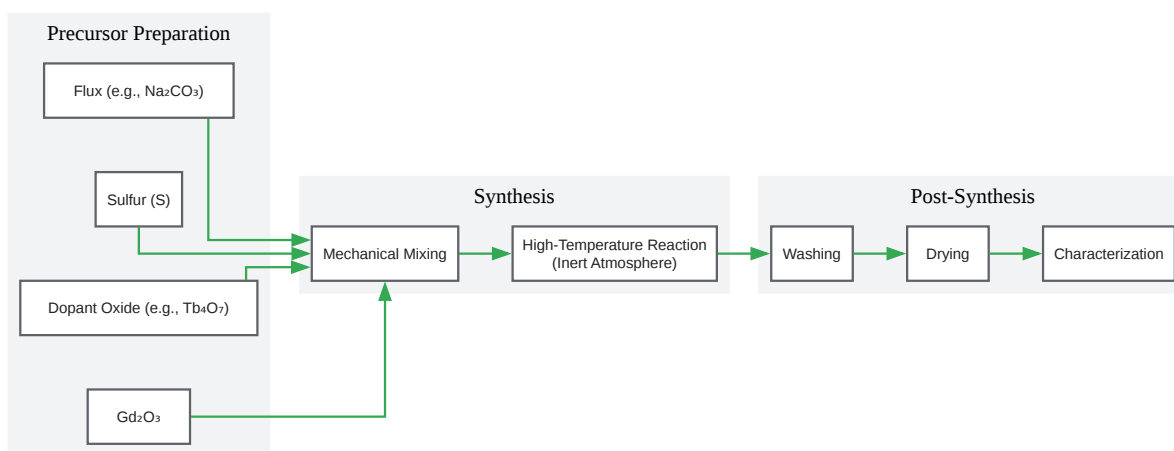 Precursor Preparation
Flux (e.g., Na₂CO₃)
Sulfur (S)
Dopant Oxide (e.g., Tb₄O₇)
Gd₂O₃
Synthesis
Mechanical Mixing
High-Temperature Reaction
(Inert Atmosphere)
Post-Synthesis
Washing
Drying
Characterization